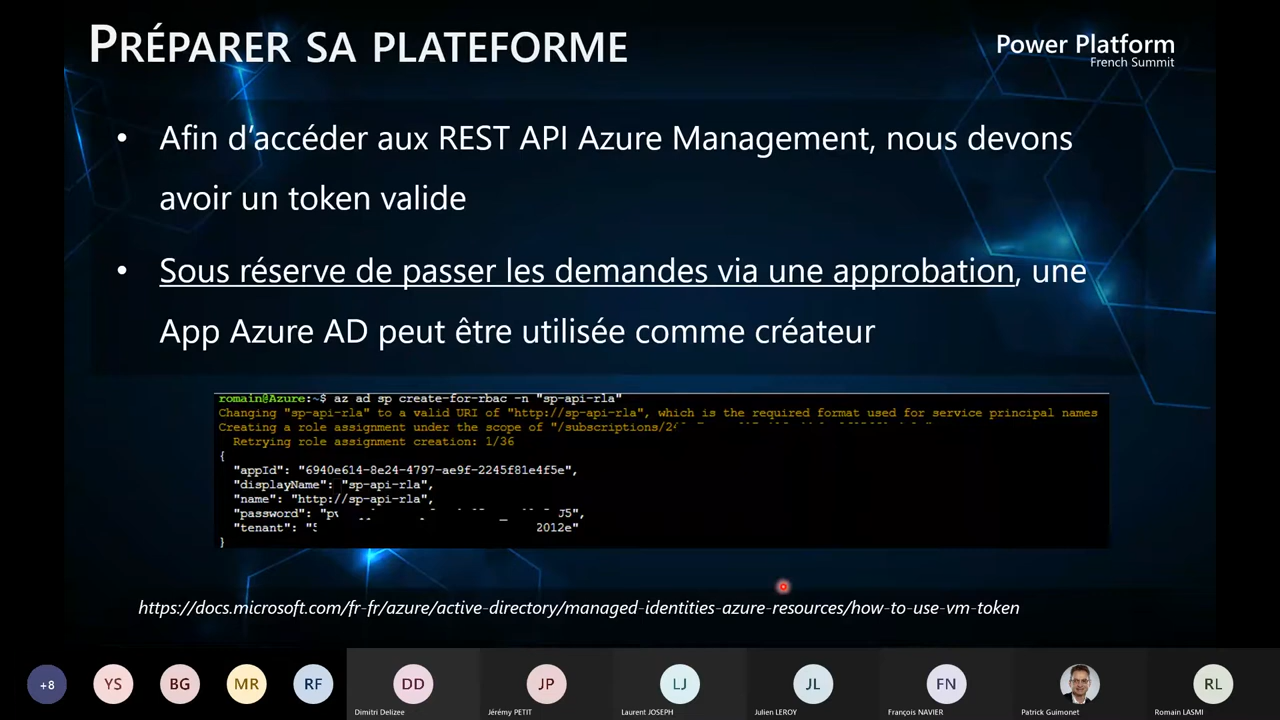 PRÉPARER SA PLATEFORME
Power Platform
French Summit
• Afin d’accéder aux REST API Azure Management, nous devons
avoir un token valide
• Sous réserve de passer les demandes via une approbation, une
App Azure AD peut être utilisée comme créateur
romain@Azure:~$ az ad sp create-for-rbac -n "sp-api-rla"
Changing "sp-api-rla" to a valid URI of "http://sp-api-rla", which is the required format used for service principal names
Creating a role assignment under the scope of "/subscriptions/
Retrying role assignment creation: 1/36
{
"appId": "6940e614-8e24-4797-ae9f-2245f81e4f5e",
"displayName": "sp-api-rla",
"name": "http://sp-api-rla",
"password":
"tenant":
}
https://docs.microsoft.com/fr-fr/azure/active-directory/managed-identities-azure-resources/how-to-use-vm-token
+8
YS
BG
MR
RF
DD
JP
LJ
JL
FN
RL
Dimitri Delizee
Jérémy PETIT
Laurent JOSEPH
Julien LEROY
François NAVIER
Patrick Guimonet
Romain LASMI